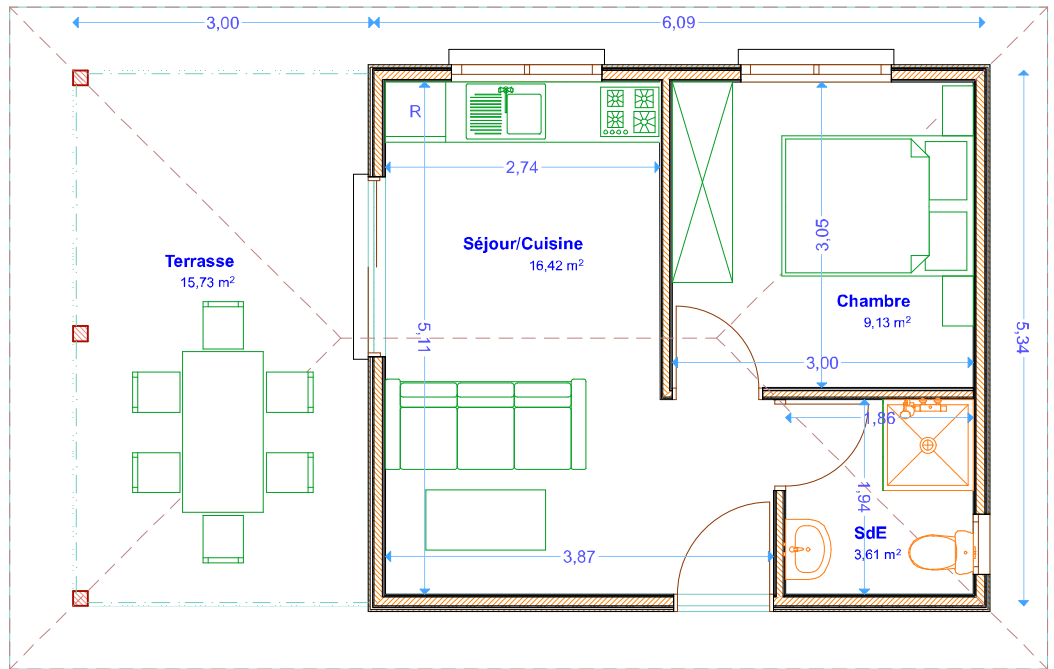 3,00
6,09
R
2,74
3,05
Séjour/Cuisine
16,42 m²
Terrasse
15,73 m²
Chambre
9,13 m²
5,11
5,34
3,00
1,86
1,94
SdE
3,61 m²
3,87